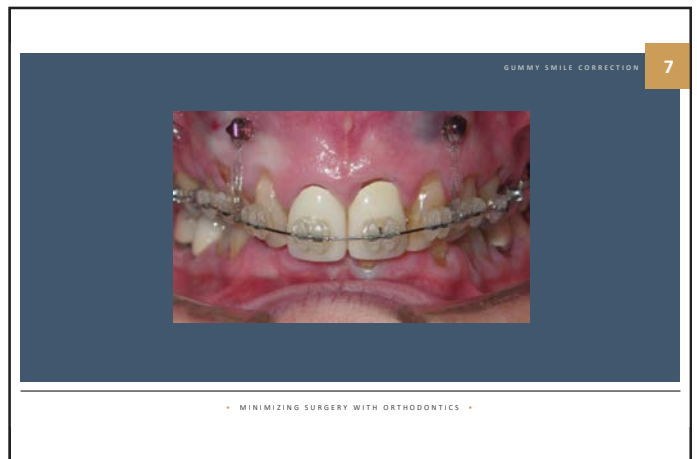 GUMMY SMILE CORRECTION
7
• MINIMIZING SURGERY WITH ORTHODONTICS •